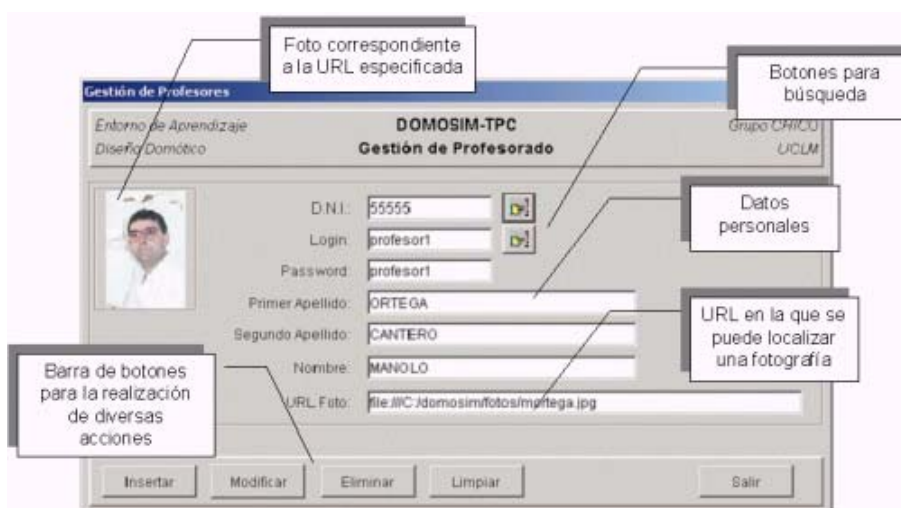 Foto correspondiente
a la URL especificada
Botones para
búsqueda
Gestión de Profesores
Entorno de Aprendizaje
Diseño Domótico
DOMOSIM-TPC
Gestión de Profesorado
Grupo CHICO
UCLM
D.N.I.: 55555
Login: profesor1
Password: profesor1
Primer Apellido: ORTEGA
Segundo Apellido: CANTERO
Nombre: MANOLO
URL Foto: file:///C:/domosim/fotos/mortega.jpg
Datos
personales
URL en la que se
puede localizar
una fotografía
Barra de botones
para la realización
de diversas
acciones
Insertar Modificar Eliminar Limpiar Salir